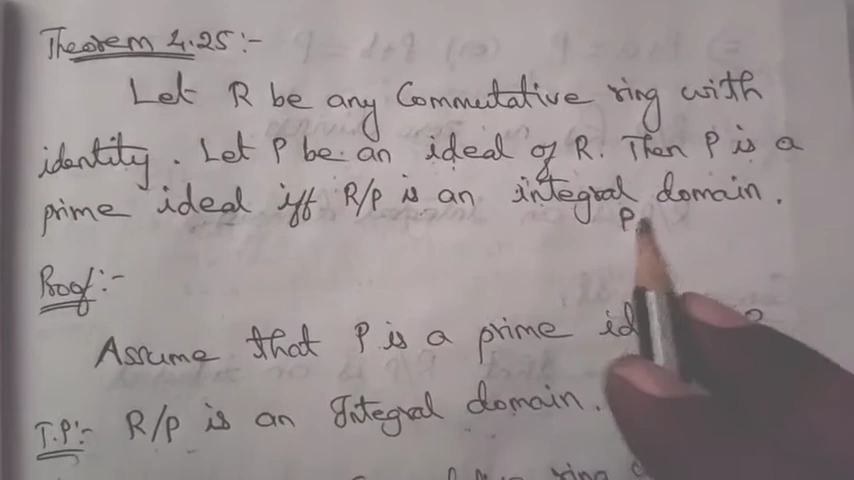 Theorem 4.25:-
Let R be any Commutative ring with
identity. Let P be an ideal of R. Then P is a
prime ideal iff R/P is an integral domain.
P
Proof:-
Assume that P is a prime
T.P:- R/P is an Integral domain.
ring